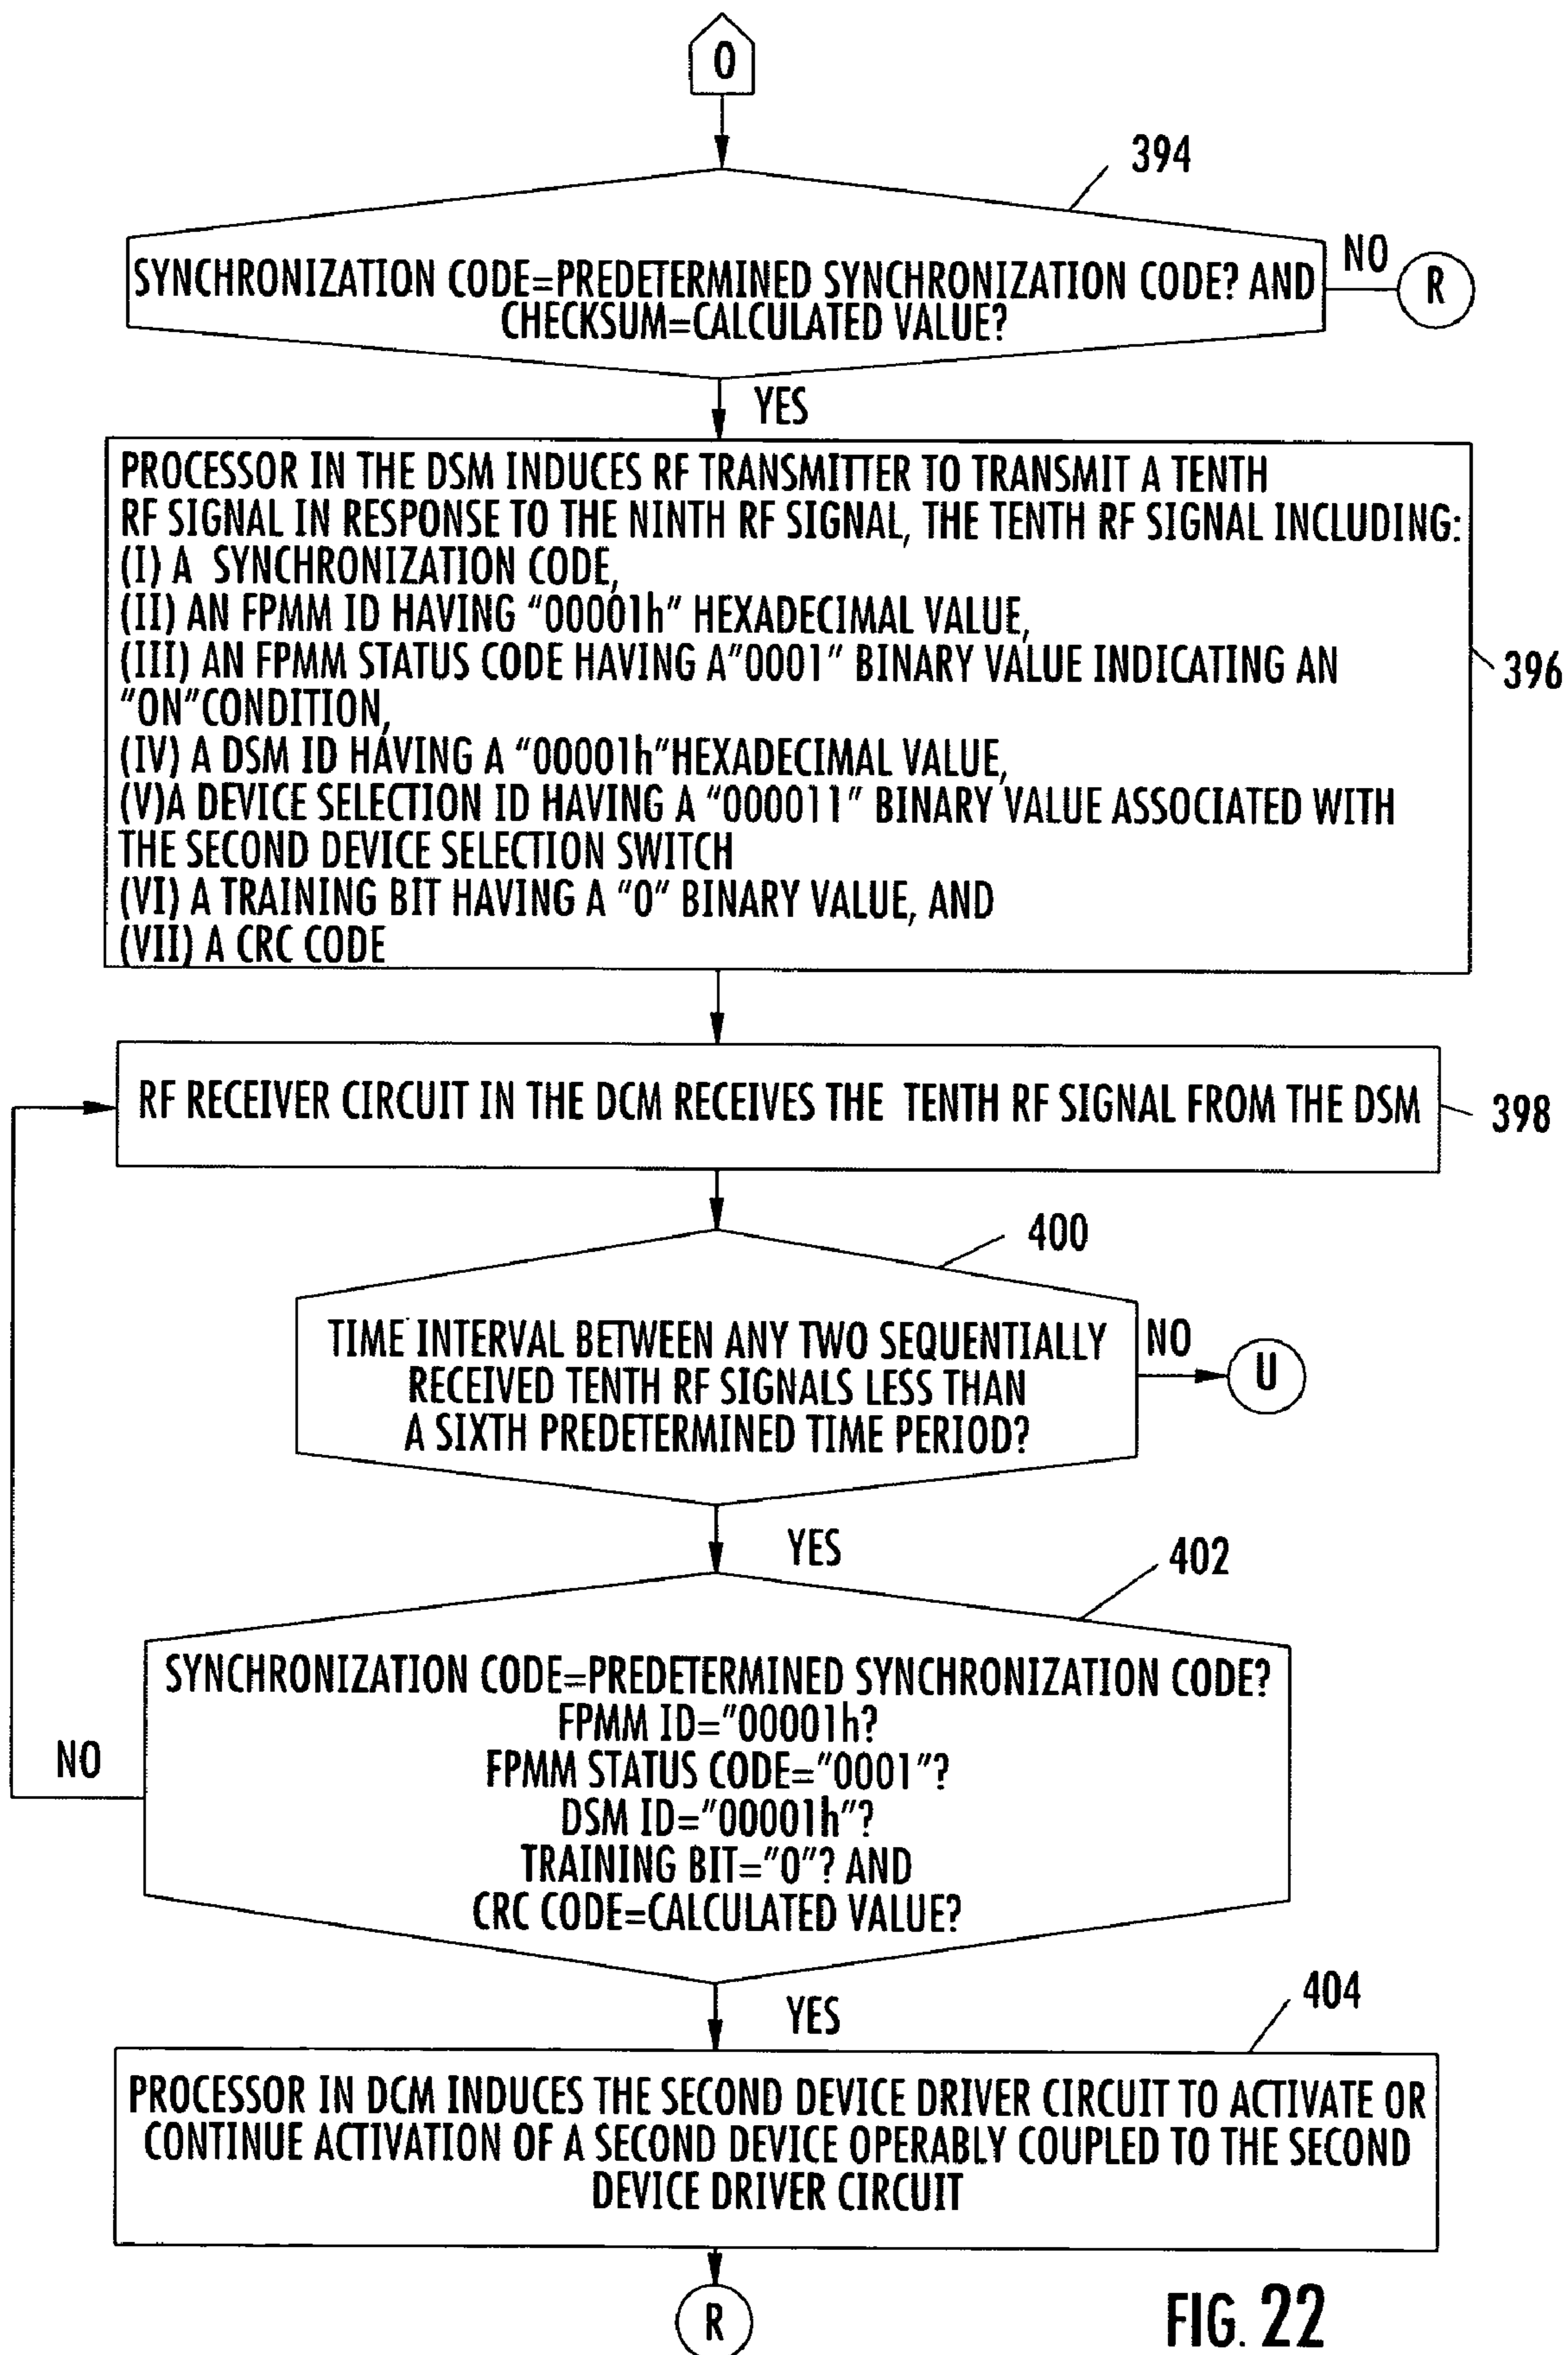 O
394
SYNCHRONIZATION CODE=PREDETERMINED SYNCHRONIZATION CODE? AND
CHECKSUM=CALCULATED VALUE?
NO
R
YES
PROCESSOR IN THE DSM INDUCES RF TRANSMITTER TO TRANSMIT A TENTH
RF SIGNAL IN RESPONSE TO THE NINTH RF SIGNAL, THE TENTH RF SIGNAL INCLUDING:
(I) A SYNCHRONIZATION CODE,
(II) AN FPMM ID HAVING "00001h" HEXADECIMAL VALUE,
(III) AN FPMM STATUS CODE HAVING A"0001" BINARY VALUE INDICATING AN
"ON"CONDITION,
(IV) A DSM ID HAVING A "00001h"HEXADECIMAL VALUE,
(V)A DEVICE SELECTION ID HAVING A "000011" BINARY VALUE ASSOCIATED WITH
THE SECOND DEVICE SELECTION SWITCH
(VI) A TRAINING BIT HAVING A "0" BINARY VALUE, AND
(VII) A CRC CODE
396
RF RECEIVER CIRCUIT IN THE DCM RECEIVES THE TENTH RF SIGNAL FROM THE DSM
398
400
TIME INTERVAL BETWEEN ANY TWO SEQUENTIALLY
RECEIVED TENTH RF SIGNALS LESS THAN
A SIXTH PREDETERMINED TIME PERIOD?
NO
U
YES
402
SYNCHRONIZATION CODE=PREDETERMINED SYNCHRONIZATION CODE?
FPMM ID="00001h?
FPMM STATUS CODE="0001"?
DSM ID="00001h"?
TRAINING BIT="0"? AND
CRC CODE=CALCULATED VALUE?
NO
YES
404
PROCESSOR IN DCM INDUCES THE SECOND DEVICE DRIVER CIRCUIT TO ACTIVATE OR
CONTINUE ACTIVATION OF A SECOND DEVICE OPERABLY COUPLED TO THE SECOND
DEVICE DRIVER CIRCUIT
R
FIG. 22